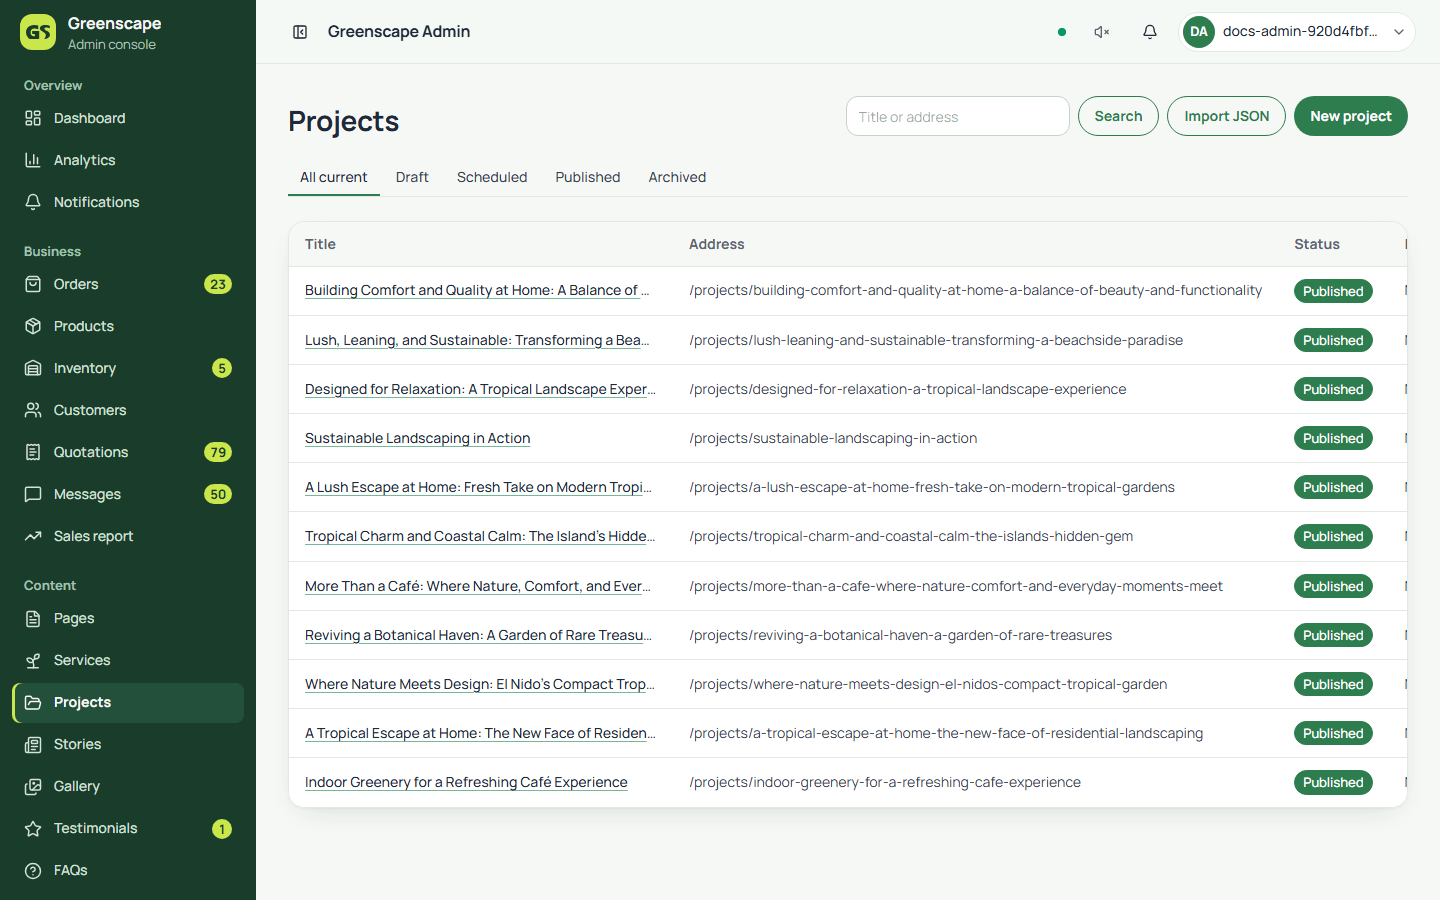 GS
Greenscape
Admin console
Overview
Dashboard
Analytics
Notifications
Business
Orders 23
Products
Inventory 5
Customers
Quotations 79
Messages 50
Sales report
Content
Pages
Services
Projects
Stories
Gallery
Testimonials 1
FAQs
Greenscape Admin
DA docs-admin-920d4fbf...
Projects
Title or address
Search
Import JSON
New project
All current Draft Scheduled Published Archived
Title Address Status
Building Comfort and Quality at Home: A Balance of ... /projects/building-comfort-and-quality-at-home-a-balance-of-beauty-and-functionality Published
Lush, Leaning, and Sustainable: Transforming a Bea... /projects/lush-leaning-and-sustainable-transforming-a-beachside-paradise Published
Designed for Relaxation: A Tropical Landscape Exper... /projects/designed-for-relaxation-a-tropical-landscape-experience Published
Sustainable Landscaping in Action /projects/sustainable-landscaping-in-action Published
A Lush Escape at Home: Fresh Take on Modern Tropi... /projects/a-lush-escape-at-home-fresh-take-on-modern-tropical-gardens Published
Tropical Charm and Coastal Calm: The Island's Hidde... /projects/tropical-charm-and-coastal-calm-the-islands-hidden-gem Published
More Than a Café: Where Nature, Comfort, and Ever... /projects/more-than-a-cafe-where-nature-comfort-and-everyday-moments-meet Published
Reviving a Botanical Haven: A Garden of Rare Treasu... /projects/reviving-a-botanical-haven-a-garden-of-rare-treasures Published
Where Nature Meets Design: El Nido's Compact Trop... /projects/where-nature-meets-design-el-nidos-compact-tropical-garden Published
A Tropical Escape at Home: The New Face of Residen... /projects/a-tropical-escape-at-home-the-new-face-of-residential-landscaping Published
Indoor Greenery for a Refreshing Café Experience /projects/indoor-greenery-for-a-refreshing-cafe-experience Published